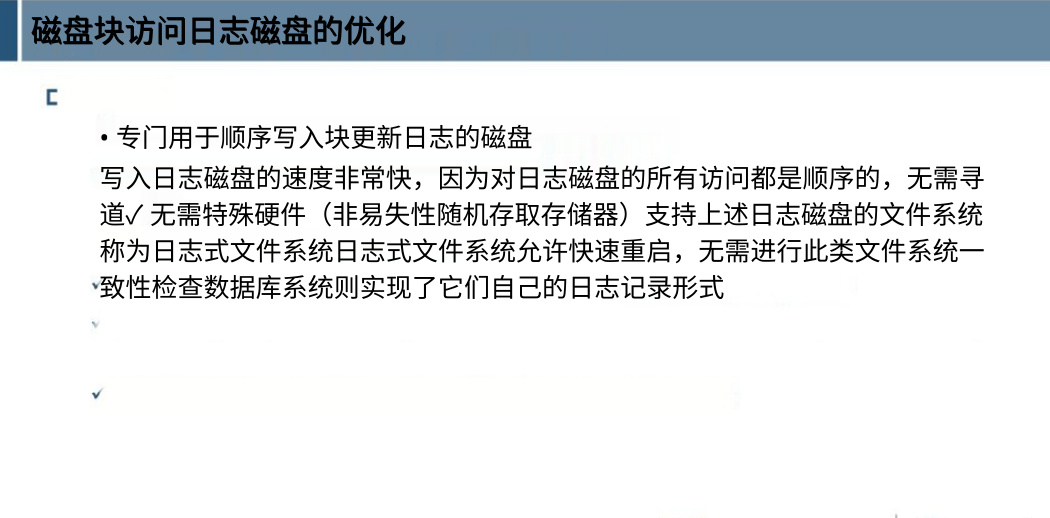 磁盘块访问日志磁盘的优化
• 专门用于顺序写入块更新日志的磁盘
写入日志磁盘的速度非常快，因为对日志磁盘的所有访问都是顺序的，无需寻
道✓ 无需特殊硬件（非易失性随机存取存储器）支持上述日志磁盘的文件系统
称为日志式文件系统日志式文件系统允许快速重启，无需进行此类文件系统一
致性检查数据库系统则实现了它们自己的日志记录形式